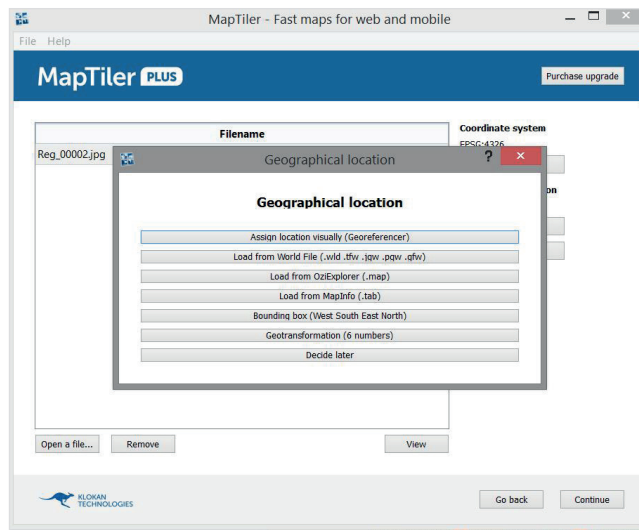 MapTiler - Fast maps for web and mobile
File Help
MapTiler PLUS
Purchase upgrade
Filename
Coordinate system
EPSG:4326
Reg_00002.jpg
Geographical location
?
Geographical location
Assign location visually (Georeferencer)
Load from World File (.wld .tfw .jgw .pgw .gfw)
Load from OziExplorer (.map)
Load from MapInfo (.tab)
Bounding box (West South East North)
Geotransformation (6 numbers)
Decide later
Open a file...
Remove
View
KLOKAN
TECHNOLOGIES
Go back
Continue